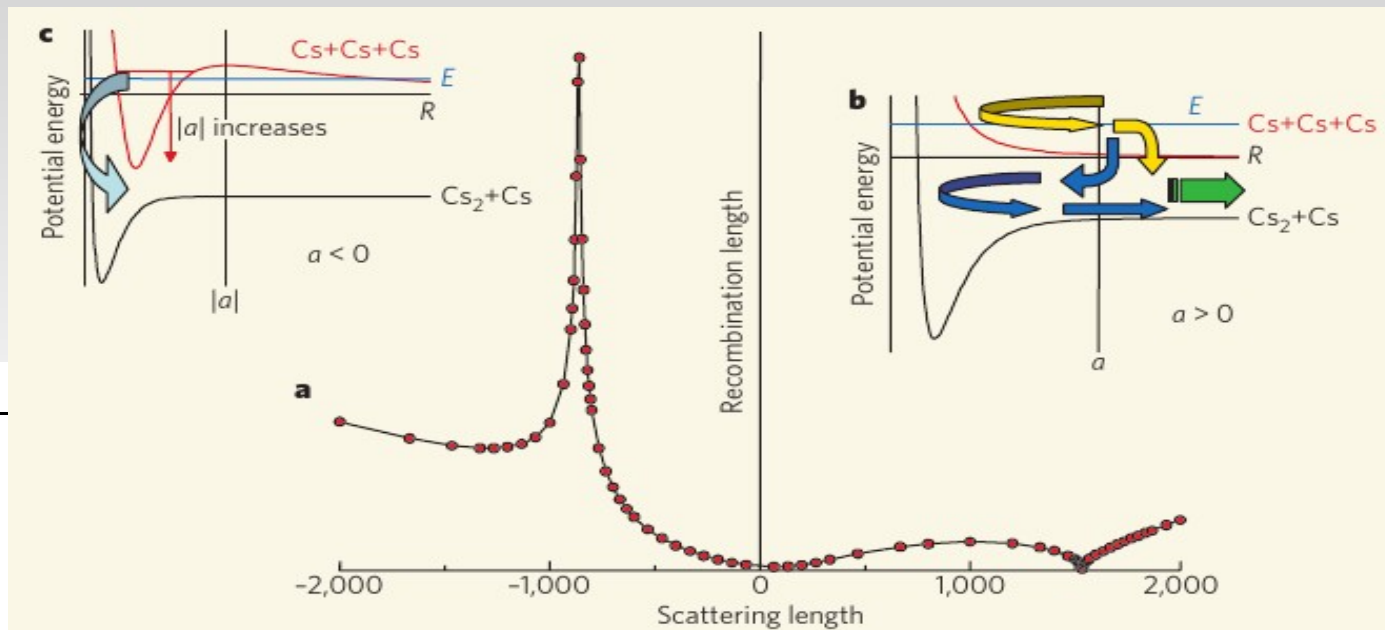 c
Cs+Cs+Cs
E
R
|a| increases
Potential energy
Cs₂+Cs
a < 0
|a|
b
E
Cs+Cs+Cs
R
Potential energy
Cs₂+Cs
a > 0
a
a
Recombination length
−2,000
−1,000
0
1,000
2,000
Scattering length